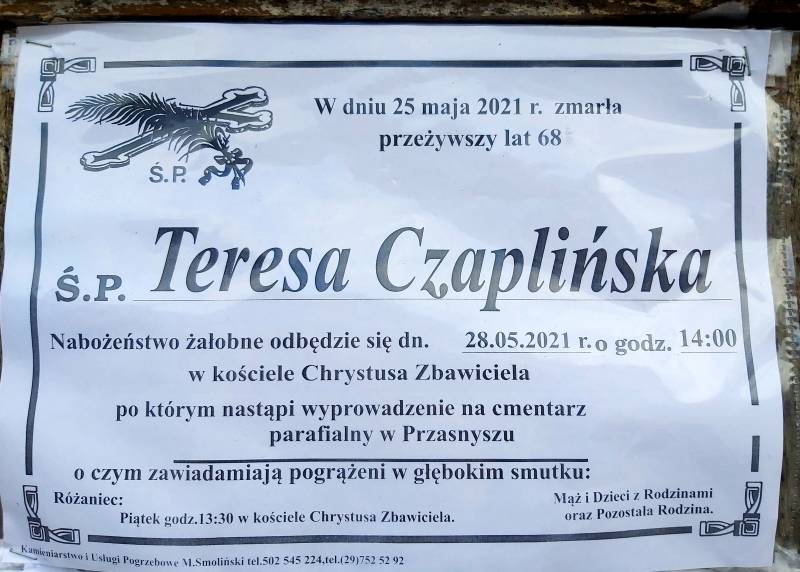 W dniu 25 maja 2021 r. zmarła
przeżywszy lat 68
Ś.P.
Ś.P. Teresa Czaplińska
Nabożeństwo żałobne odbędzie się dn. 28.05.2021 r. o godz. 14:00
w kościele Chrystusa Zbawiciela
po którym nastąpi wyprowadzenie na cmentarz
parafialny w Przasnyszu
o czym zawiadamiają pogrążeni w głębokim smutku:
Różaniec:
Piątek godz.13:30 w kościele Chrystusa Zbawiciela.
Mąż i Dzieci z Rodzinami
oraz Pozostała Rodzina.
Kamieniarstwo i Usługi Pogrzebowe M.Smoliński tel.502 545 224,tel.(29)752 52 92